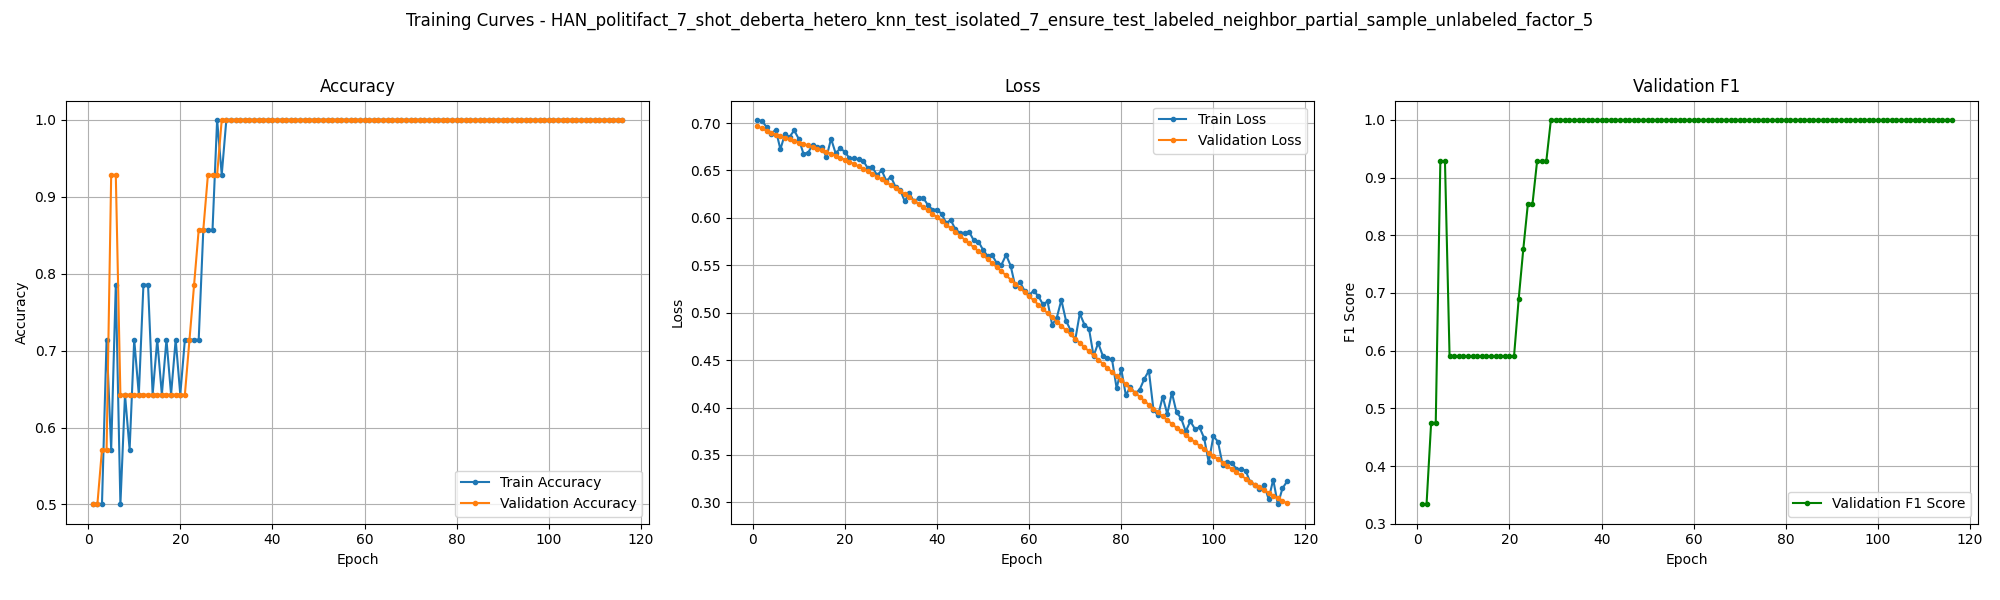 Training Curves - HAN_politifact_7_shot_deberta_hetero_knn_test_isolated_7_ensure_test_labeled_neighbor_partial_sample_unlabeled_factor_5
Accuracy
1.0
0.9
0.8
0.7
0.6
0.5
Accuracy
Train Accuracy
Validation Accuracy
0 20 40 60 80 100 120
Epoch
Loss
0.70
0.65
0.60
0.55
0.50
0.45
0.40
0.35
0.30
Loss
Train Loss
Validation Loss
0 20 40 60 80 100 120
Epoch
Validation F1
1.0
0.9
0.8
0.7
0.6
0.5
0.4
0.3
F1 Score
Validation F1 Score
0 20 40 60 80 100 120
Epoch